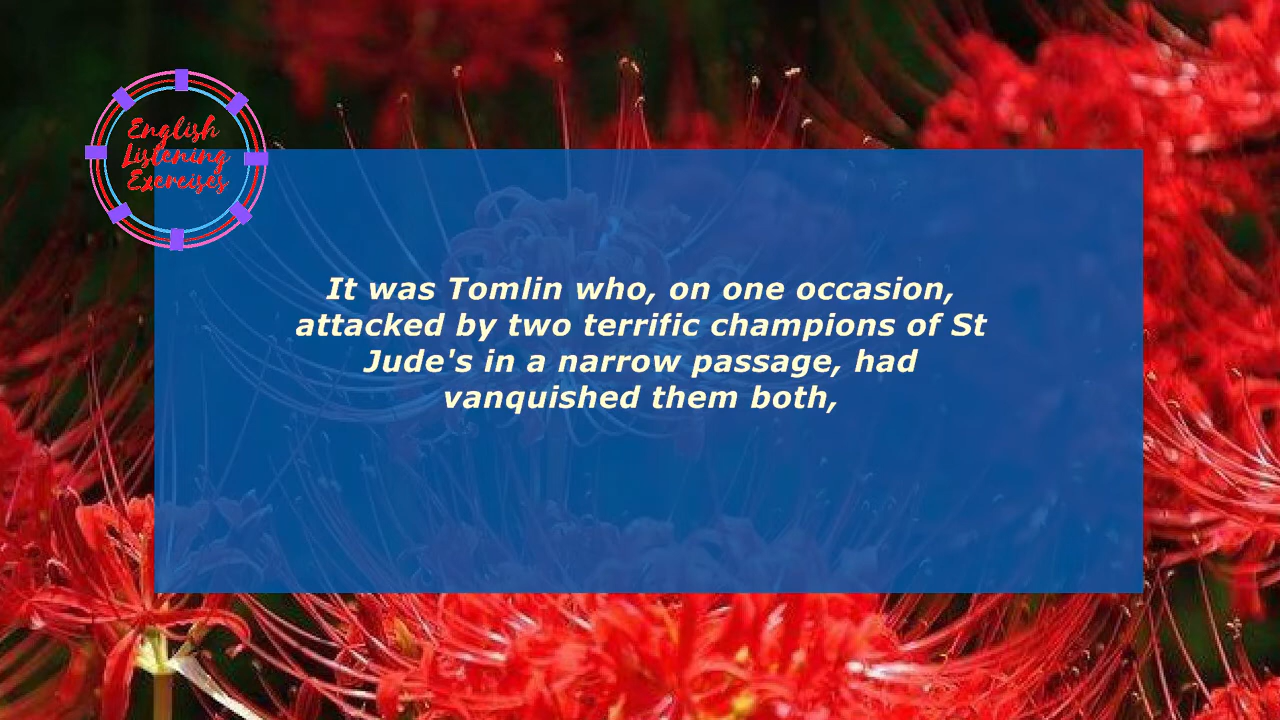 English
Listening
Exercises
It was Tomlin who, on one occasion,
attacked by two terrific champions of St
Jude's in a narrow passage, had
vanquished them both,